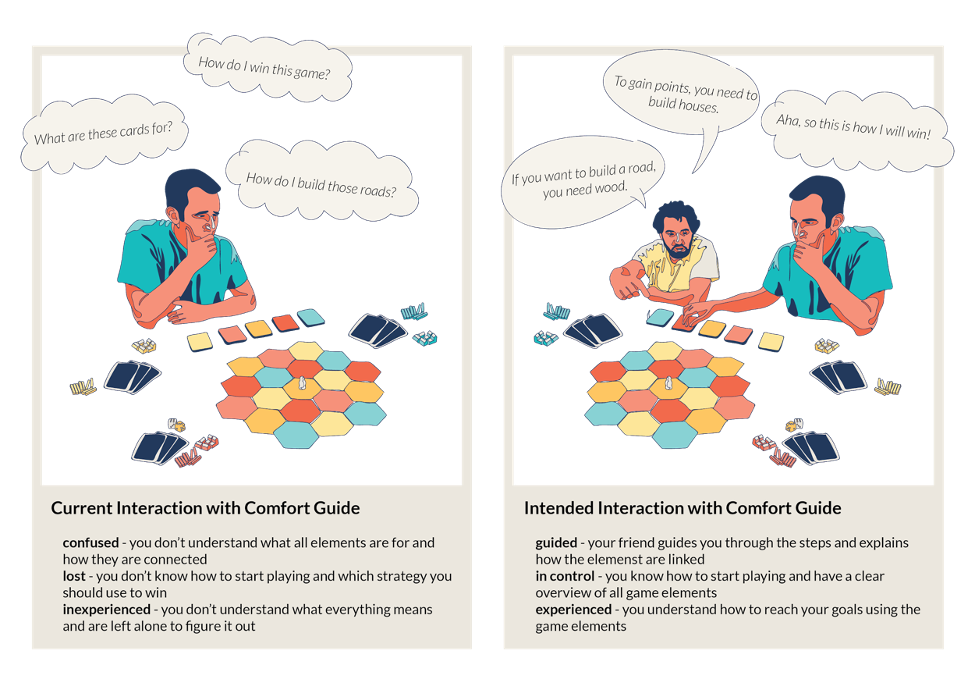 How do I win this game?
What are these cards for?
How do I build those roads?
Current Interaction with Comfort Guide
confused - you don't understand what all elements are for and
how they are connected
lost - you don't know how to start playing and which strategy you
should use to win
inexperienced - you don't understand what everything means
and are left alone to figure it out
To gain points, you need to
build houses.
Aha, so this is how I will win!
If you want to build a road,
you need wood.
Intended Interaction with Comfort Guide
guided - your friend guides you through the steps and explains
how the elemenst are linked
in control - you know how to start playing and have a clear
overview of all game elements
experienced - you understand how to reach your goals using the
game elements